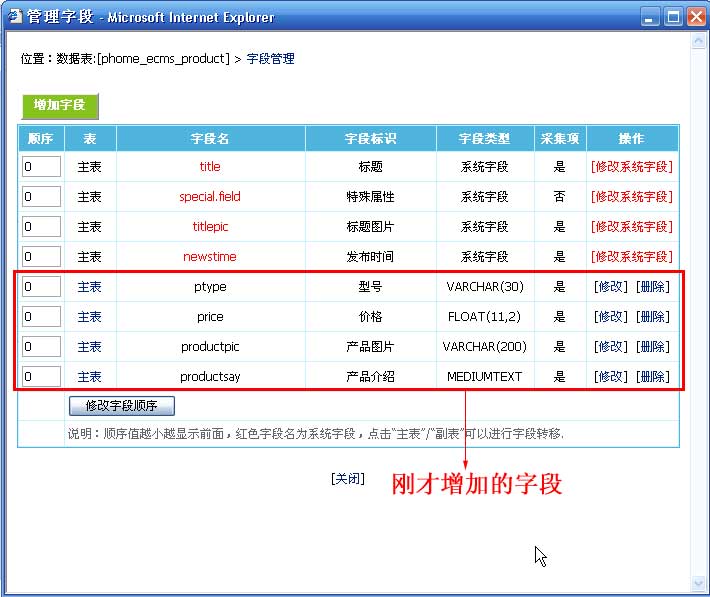 管理字段 - Microsoft Internet Explorer
位置：数据表:[phome_ecms_product] > 字段管理
增加字段
顺序 表 字段名 字段标识 字段类型 采集项 操作
0 主表 title 标题 系统字段 是 [修改系统字段]
0 主表 special.field 特殊属性 系统字段 否 [修改系统字段]
0 主表 titlepic 标题图片 系统字段 是 [修改系统字段]
0 主表 newstime 发布时间 系统字段 是 [修改系统字段]
0 主表 ptype 型号 VARCHAR(30) 是 [修改] [删除]
0 主表 price 价格 FLOAT(11,2) 是 [修改] [删除]
0 主表 productpic 产品图片 VARCHAR(200) 是 [修改] [删除]
0 主表 productsay 产品介绍 MEDIUMTEXT 是 [修改] [删除]
修改字段顺序
说明：顺序值越小越显示前面，红色字段名为系统字段，点击“主表”/“副表”可以进行字段转移.
[关闭]
刚才增加的字段